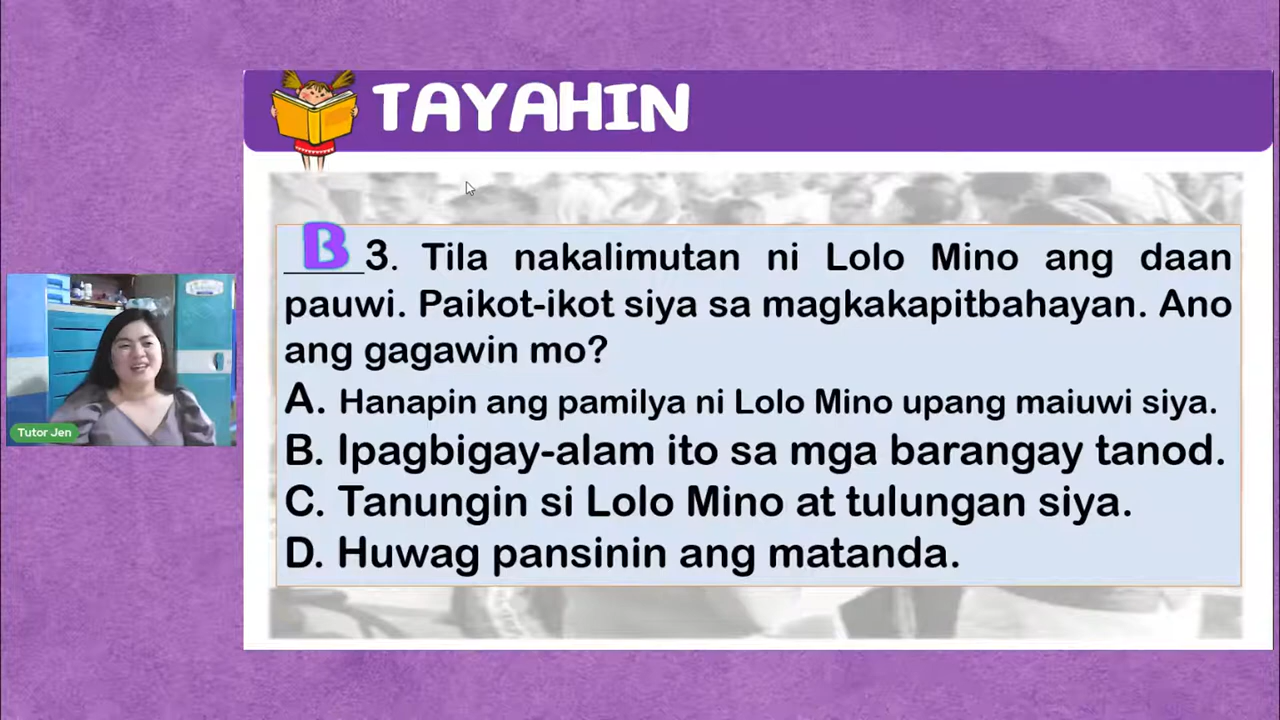 TAYAHIN
B 3. Tila nakalimutan ni Lolo Mino ang daan
pauwi. Paikot-ikot siya sa magkakapitbahayan. Ano
ang gagawin mo?
A. Hanapin ang pamilya ni Lolo Mino upang maiuwi siya.
B. Ipagbigay-alam ito sa mga barangay tanod.
C. Tanungin si Lolo Mino at tulungan siya.
D. Huwag pansinin ang matanda.
Tutor Jen